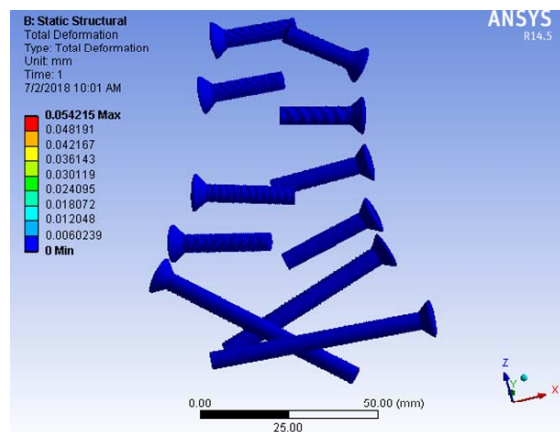 B: Static Structural
Total Deformation
Type: Total Deformation
Unit: mm
Time: 1
7/2/2018 10:01 AM
ANSYS
R14.5
0.054215 Max
0.048191
0.042167
0.036143
0.030119
0.024095
0.018072
0.012048
0.0060239
0 Min
Z
Y
X
0.00
50.00 (mm)
25.00